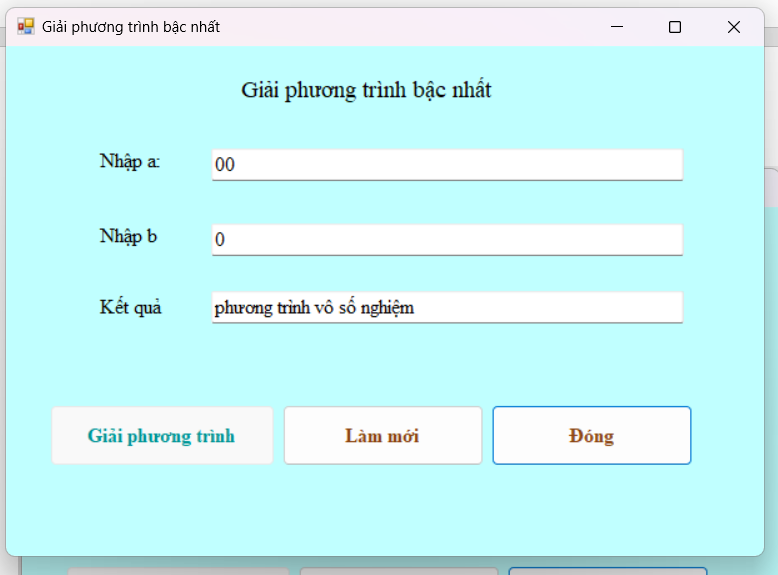 Giải phương trình bậc nhất
Giải phương trình bậc nhất
Nhập a:
00
Nhập b
0
Kết quả
phương trình vô số nghiệm
Giải phương trình
Làm mới
Đóng